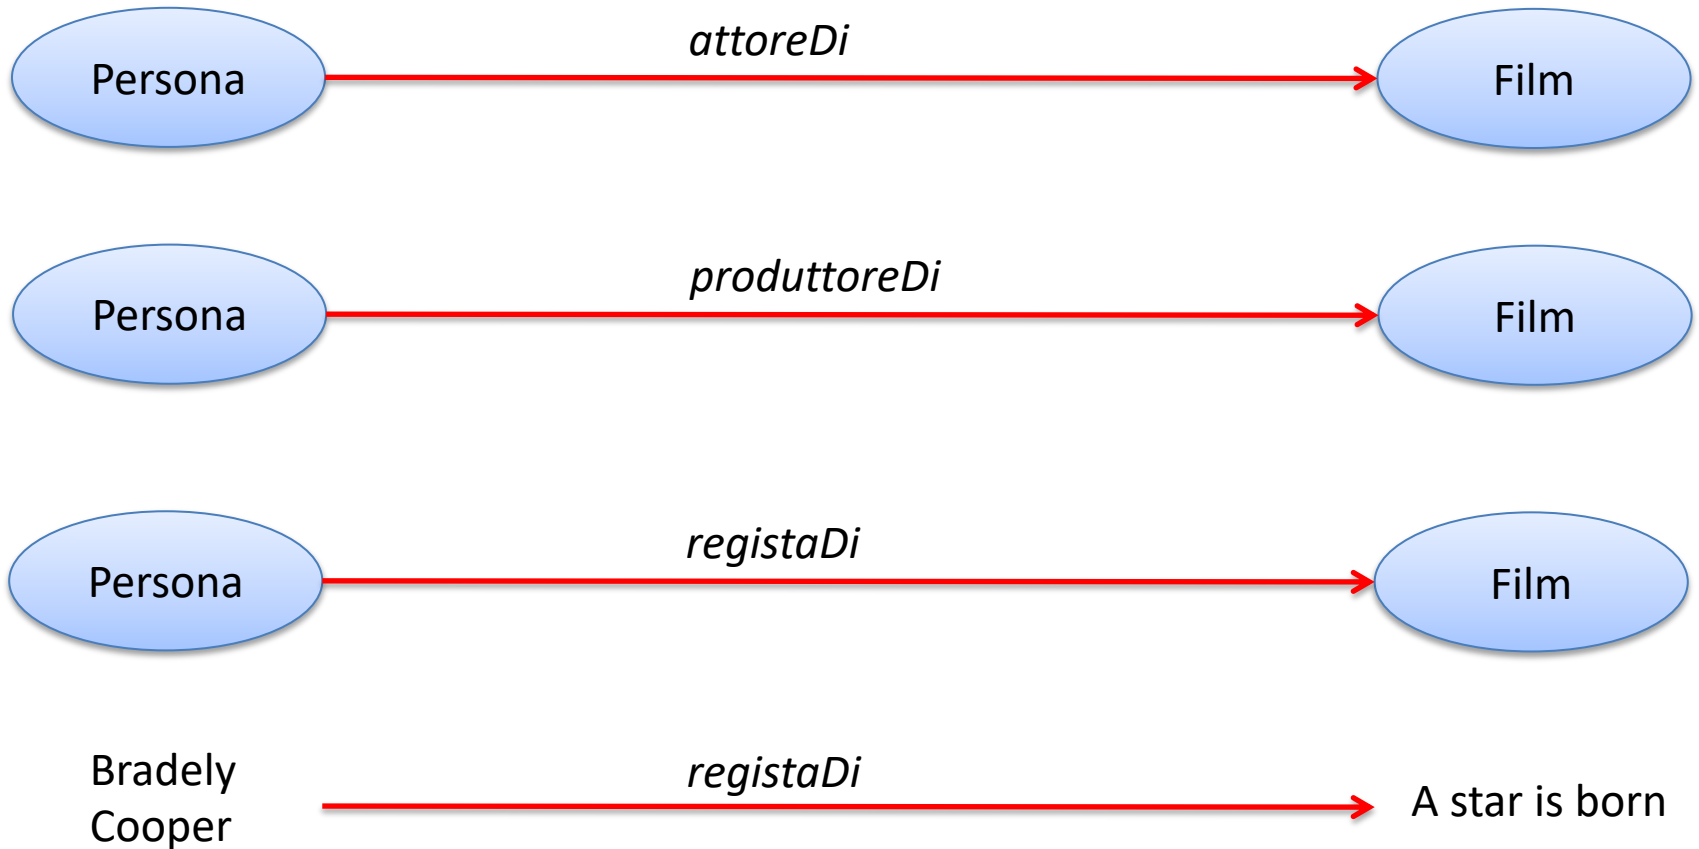 attoreDi
Persona
Film
produttoreDi
Persona
Film
registaDi
Persona
Film
Bradely
Cooper
registaDi
A star is born